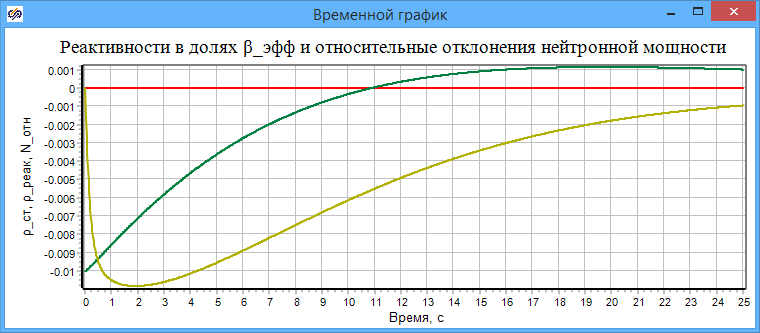 Временной график
Реактивности в долях β_эфф и относительные отклонения нейтронной мощности
ρ_ст, ρ_реак, N_отн
0.001
0
-0.001
-0.002
-0.003
-0.004
-0.005
-0.006
-0.007
-0.008
-0.009
-0.01
0 1 2 3 4 5 6 7 8 9 10 11 12 13 14 15 16 17 18 19 20 21 22 23 24 25
Время, с